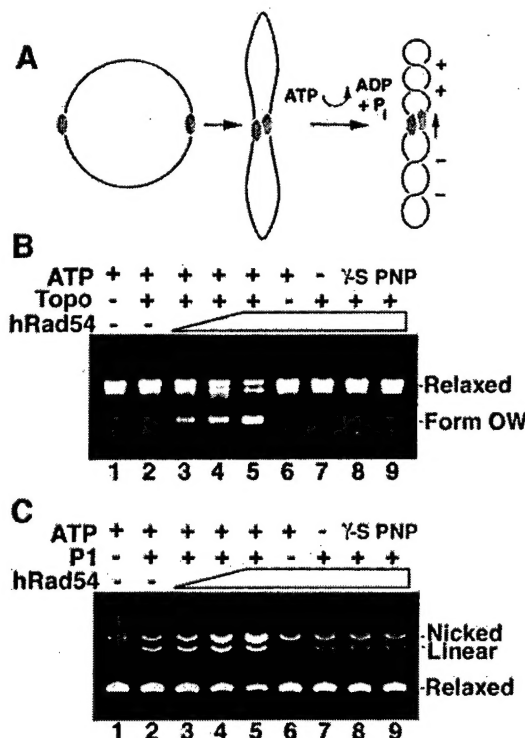 A
ATP ADP
+ Pi
+
+
-
-
B
ATP + + + + + + - γ-S PNP
Topo - + + + + - + + +
hRad54 - -
Relaxed
Form OW
1 2 3 4 5 6 7 8 9
C
ATP + + + + + + - γ-S PNP
P1 - + + + + - + + +
hRad54 - -
Nicked
Linear
Relaxed
1 2 3 4 5 6 7 8 9